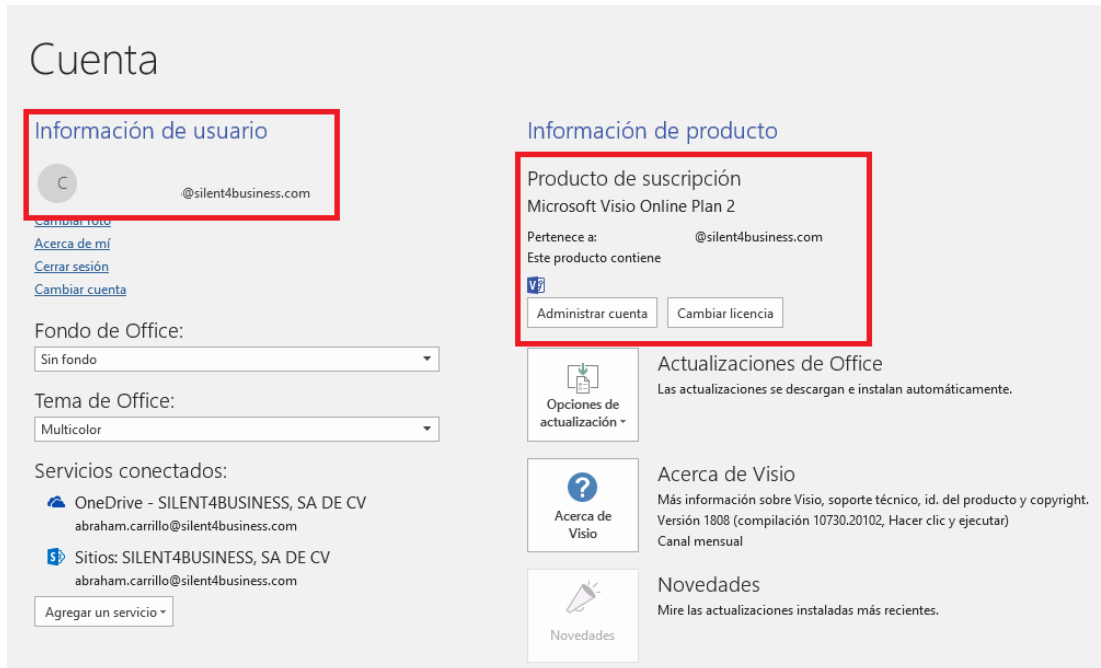 Cuenta
Información de usuario
C
@silent4business.com
Cambiar foto
Acerca de mí
Cerrar sesión
Cambiar cuenta
Fondo de Office:
Sin fondo
Tema de Office:
Multicolor
Servicios conectados:
OneDrive - SILENT4BUSINESS, SA DE CV
abraham.carrillo@silent4business.com
S
Sitios: SILENT4BUSINESS, SA DE CV
abraham.carrillo@silent4business.com
Agregar un servicio
Información de producto
Producto de suscripción
Microsoft Visio Online Plan 2
Pertenece a: @silent4business.com
Este producto contiene
V
Administrar cuenta
Cambiar licencia
Opciones de
actualización
Actualizaciones de Office
Las actualizaciones se descargan e instalan automáticamente.
?
Acerca de
Visio
Acerca de Visio
Más información sobre Visio, soporte técnico, id. del producto y copyright.
Versión 1808 (compilación 10730.20102, Hacer clic y ejecutar)
Canal mensual
Novedades
Novedades
Mire las actualizaciones instaladas más recientes.